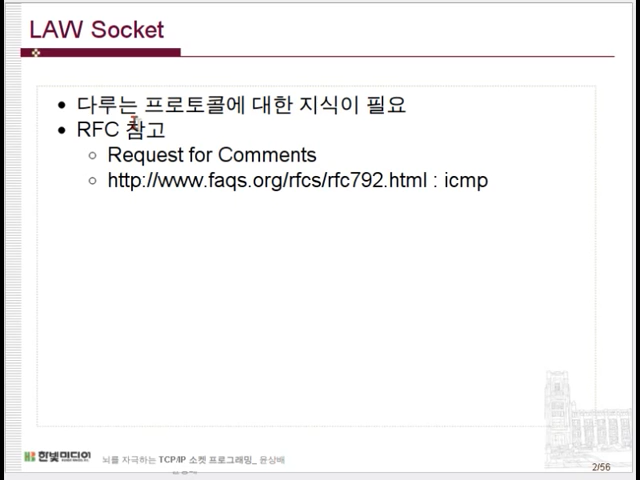 LAW Socket
다루는 프로토콜에 대한 지식이 필요
RFC 참고
Request for Comments
http://www.faqs.org/rfcs/rfc792.html : icmp
한빛미디어
뇌를 자극하는 TCP/IP 소켓 프로그래밍_ 윤상배
2/56